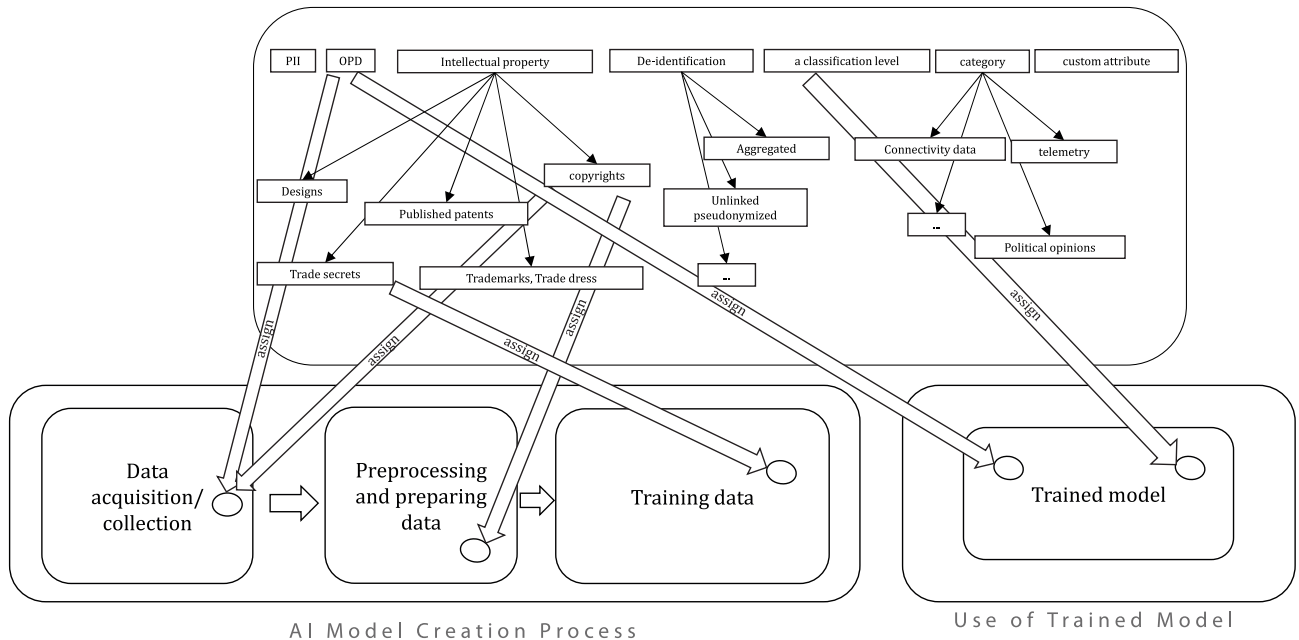 PII
OPD
Intellectual property
De-identification
a classification level
category
custom attribute
Aggregated
Connectivity data
telemetry
Designs
copyrights
Published patents
Unlinked
pseudonymized
...
Political opinions
Trade secrets
Trademarks, Trade dress
...
assign
assign
assign
assign
assign
assign
Data
acquisition/
collection
Preprocessing
and preparing
data
Training data
Trained model
AI Model Creation Process
Use of Trained Model